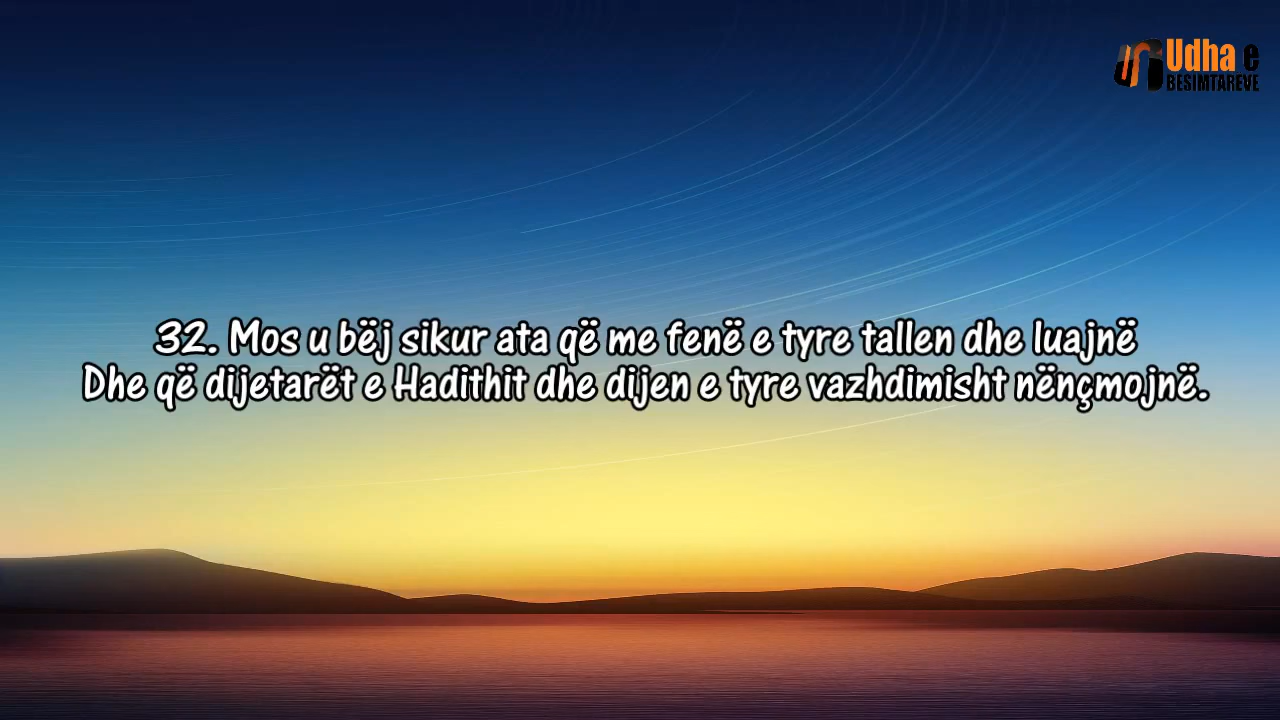 Udha e
BESIMTARËVE
32. Mos u bëj sikur ata që me fenë e tyre tallen dhe luajnë
Dhe që dijetarët e Hadithit dhe dijen e tyre vazhdimisht nënçmojnë.